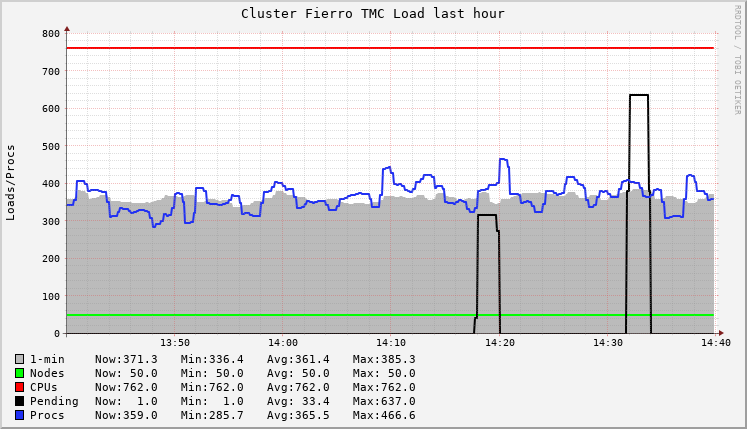 Cluster Fierro TMC Load last hour
RRDTOOL / TOBI OETIKER
Loads/Procs
800
700
600
500
400
300
200
100
0
13:50 14:00 14:10 14:20 14:30 14:40
1-min Now:371.3 Min:336.4 Avg:361.4 Max:385.3
Nodes Now: 50.0 Min: 50.0 Avg: 50.0 Max: 50.0
CPUs Now:762.0 Min:762.0 Avg:762.0 Max:762.0
Pending Now: 1.0 Min: 1.0 Avg: 33.4 Max:637.0
Procs Now:359.0 Min:285.7 Avg:365.5 Max:466.6